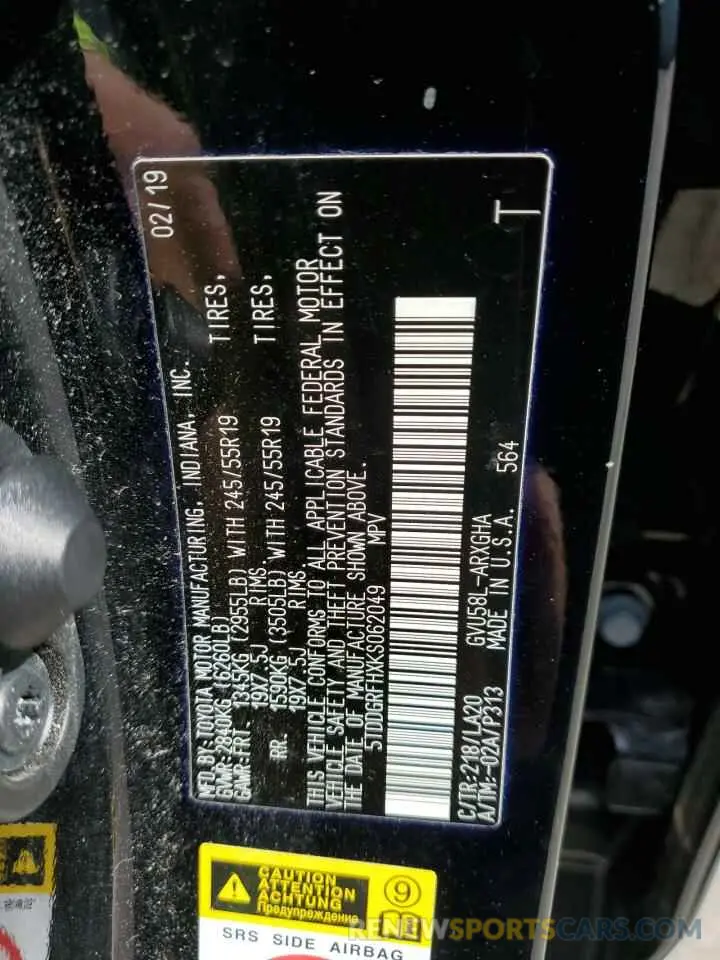 MFD. BY: TOYOTA MOTOR MANUFACTURING, INDIANA, INC. 02/19
GVWR: 2840KG (6260LB)
GAWR: FRT. 1345KG (2955LB) WITH 245/55R19 TIRES,
19X7.5J RIMS
RR. 1590KG (3505LB) WITH 245/55R19 TIRES,
19X7.5J RIMS
THIS VEHICLE CONFORMS TO ALL APPLICABLE FEDERAL MOTOR
VEHICLE SAFETY AND THEFT PREVENTION STANDARDS IN EFFECT ON
THE DATE OF MANUFACTURE SHOWN ABOVE.
5TDDGRFHXKS062049 MPV
C/TR:218/LA20 GVU58L-ARXGHA
A/TM:-02A/P313 MADE IN U.S.A. 564
T
CAUTION
ATTENTION
ACHTUNG
Предупреждение
9
SRS SIDE AIRBAG
RENEWSPORTSCARS.COM